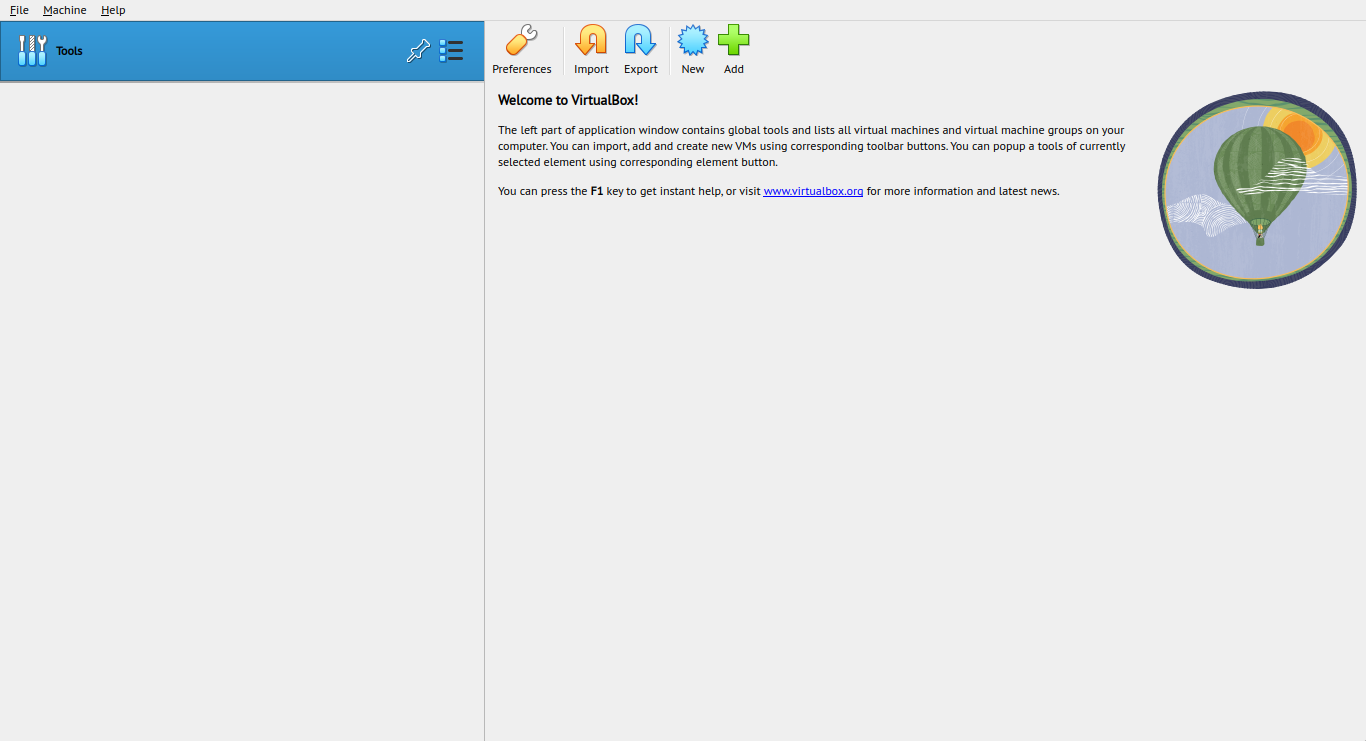 File Machine Help
Tools
Preferences Import Export New Add
Welcome to VirtualBox!
The left part of application window contains global tools and lists all virtual machines and virtual machine groups on your
computer. You can import, add and create new VMs using corresponding toolbar buttons. You can popup a tools of currently
selected element using corresponding element button.
You can press the F1 key to get instant help, or visit www.virtualbox.org for more information and latest news.